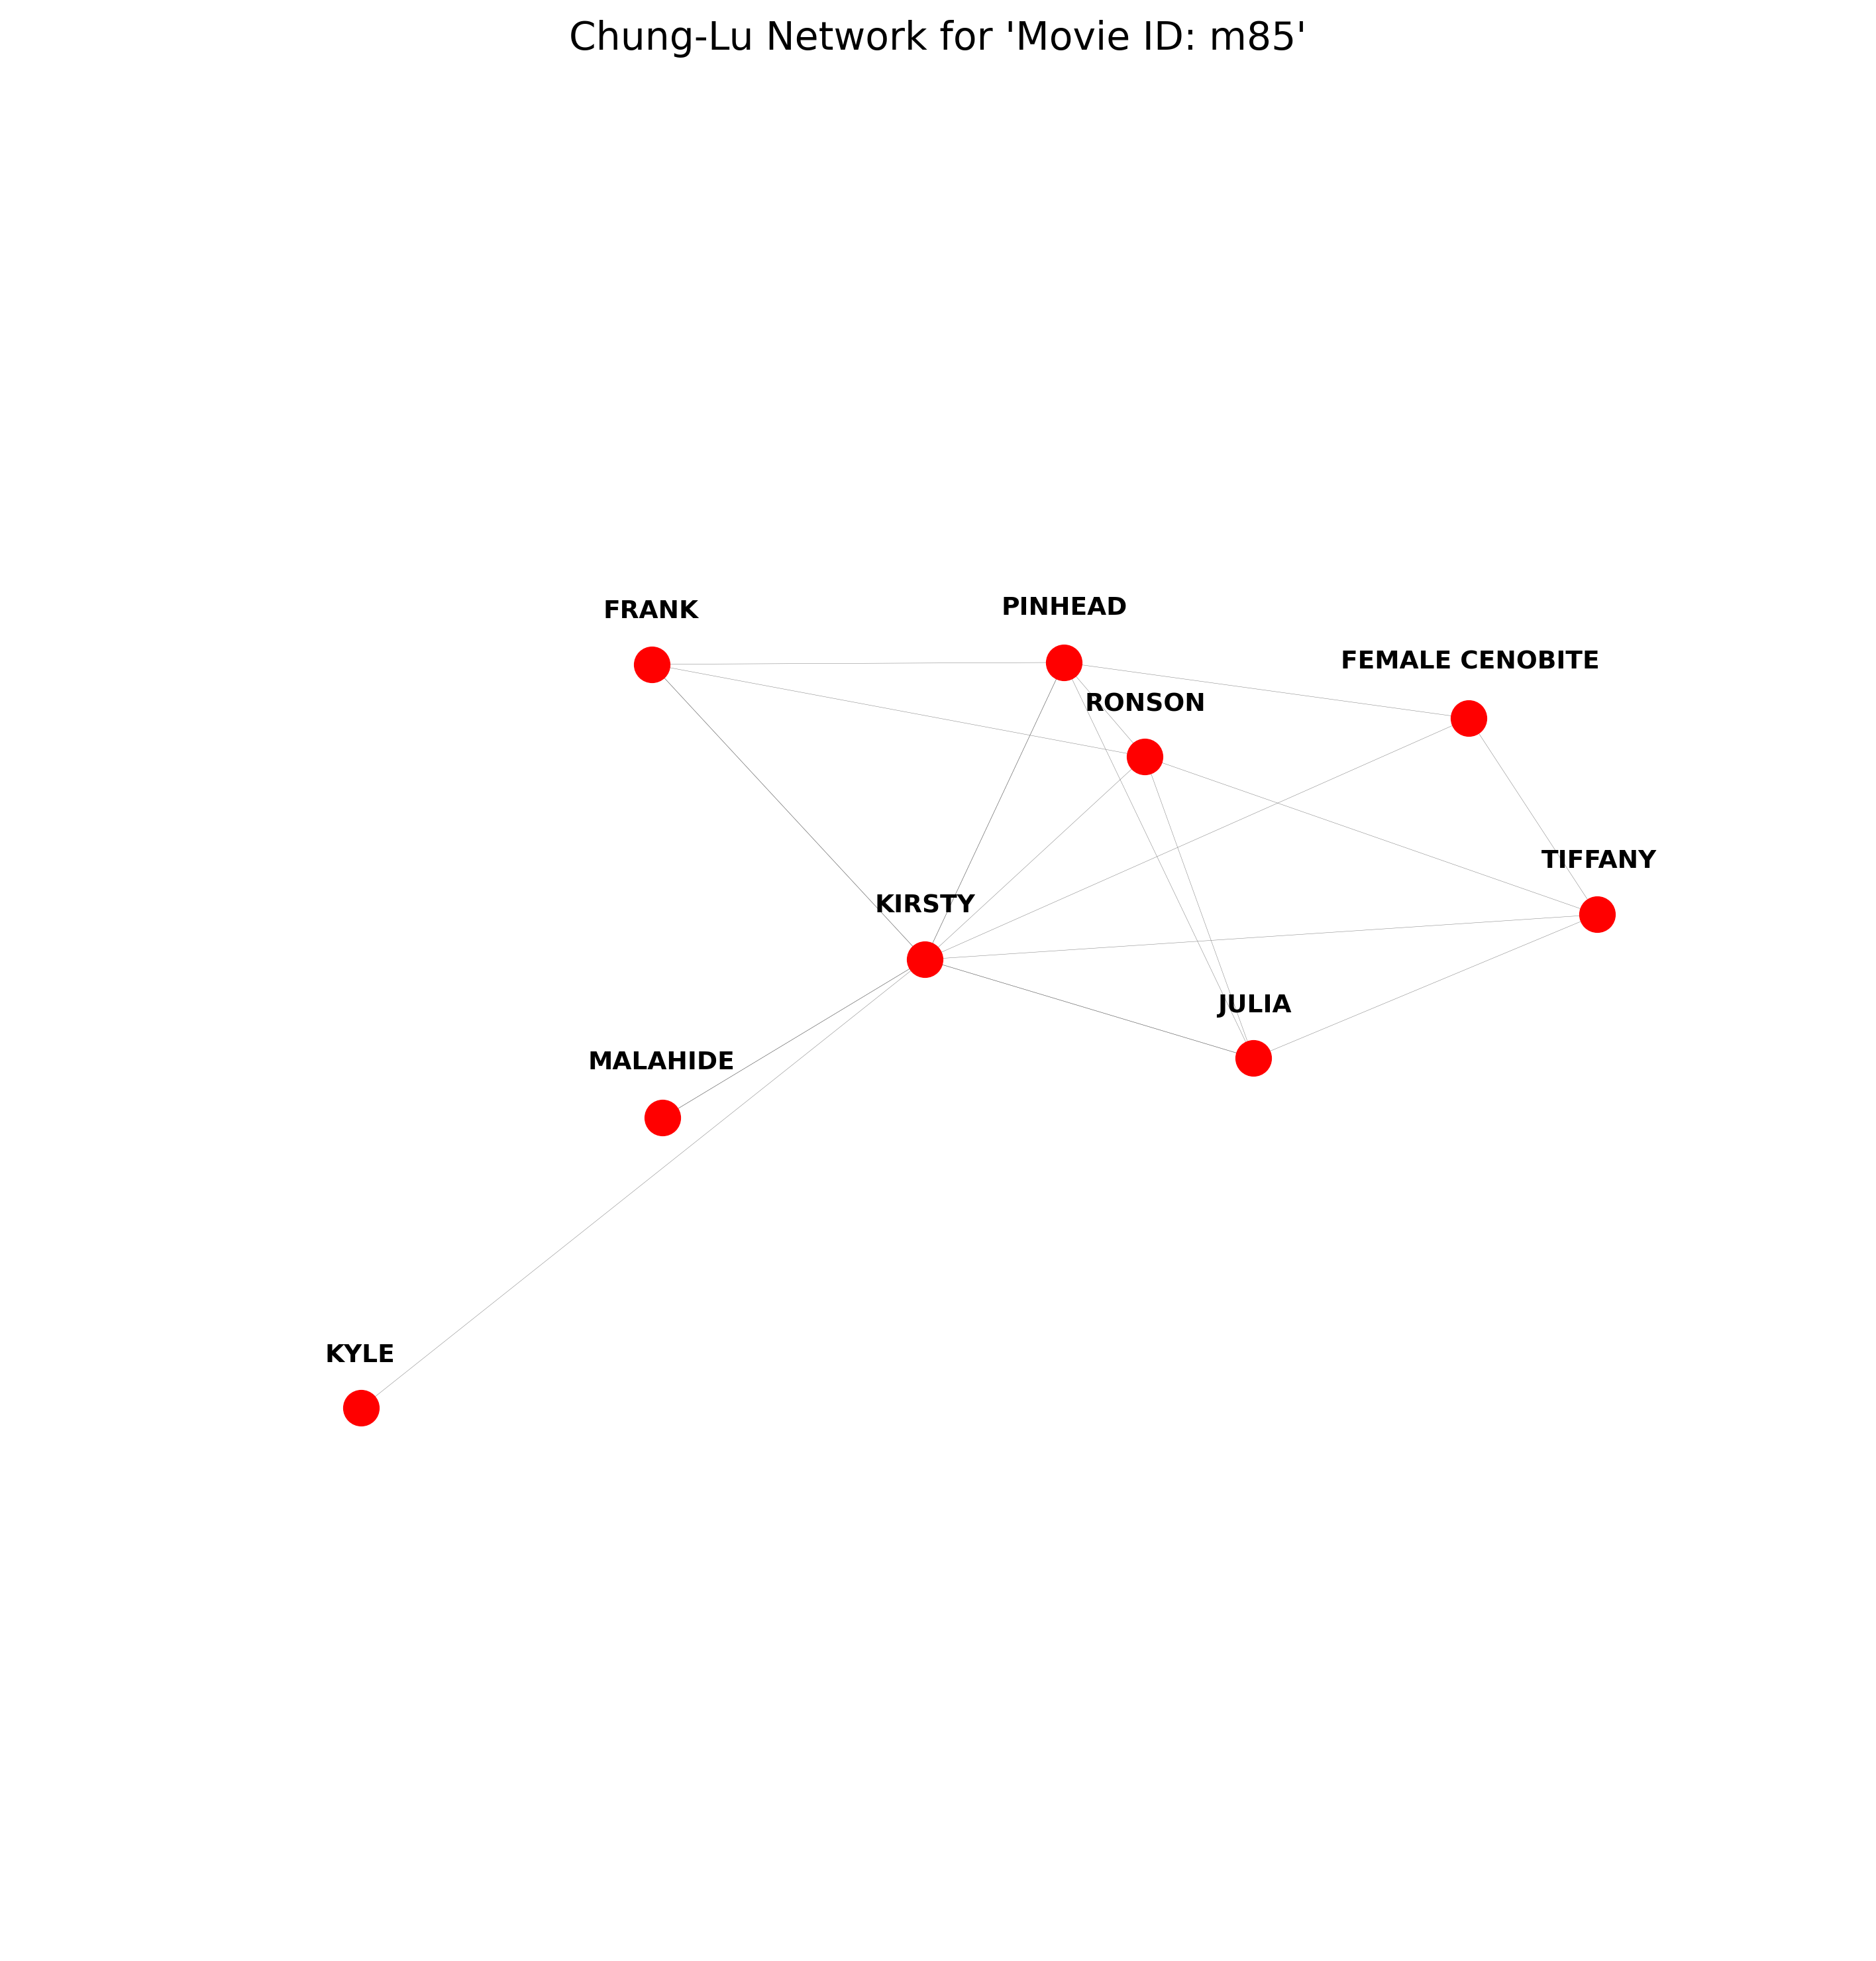 Chung-Lu Network for 'Movie ID: m85'
FRANK
PINHEAD
FEMALE CENOBITE
RONSON
TIFFANY
KIRSTY
JULIA
MALAHIDE
KYLE